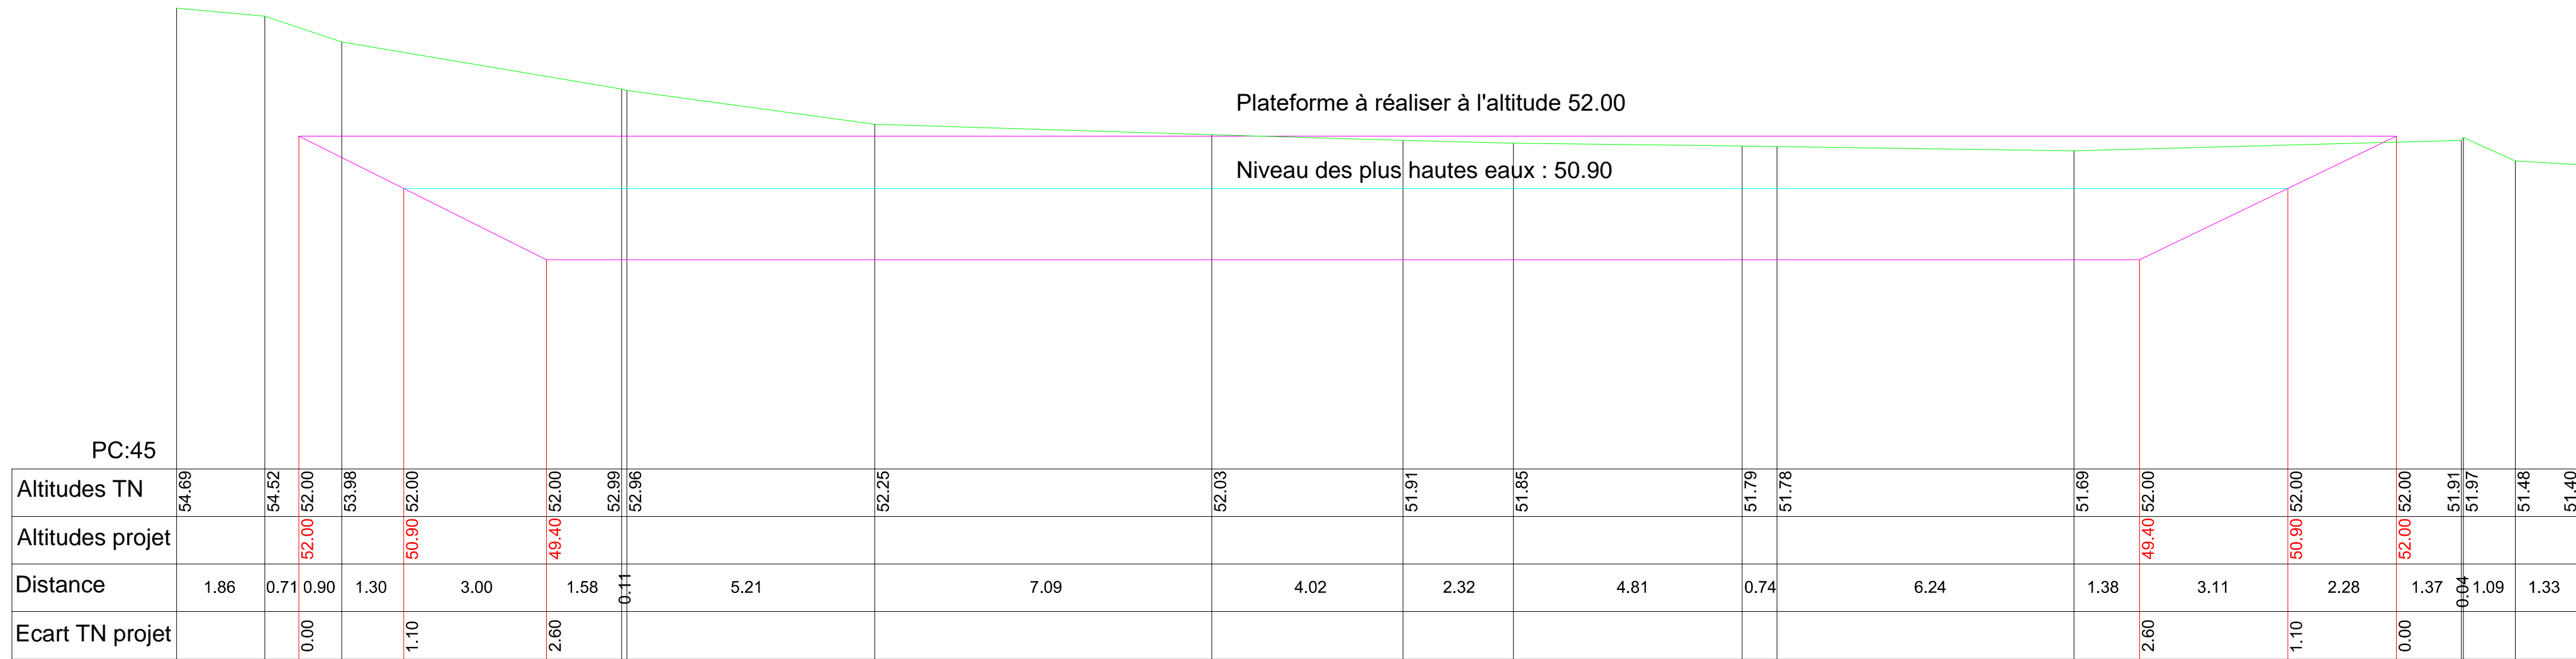 Plateforme à réaliser à l'altitude 52.00
Niveau des plus hautes eaux : 50.90
PC:45
Altitudes TN 54.69 54.52 52.00 53.98 52.00 52.00 52.99 52.96 52.25 52.03 51.91 51.85 51.79 51.78 51.69 52.00 52.00 52.00 51.91 51.97 51.48 51.40
Altitudes projet 52.00 50.90 49.40 49.40 50.90 52.00
Distance 1.86 0.71 0.90 1.30 3.00 1.58 0.11 5.21 7.09 4.02 2.32 4.81 0.74 6.24 1.38 3.11 2.28 1.37 0.04 1.09 1.33
Ecart TN projet 0.00 1.10 2.60 2.60 1.10 0.00